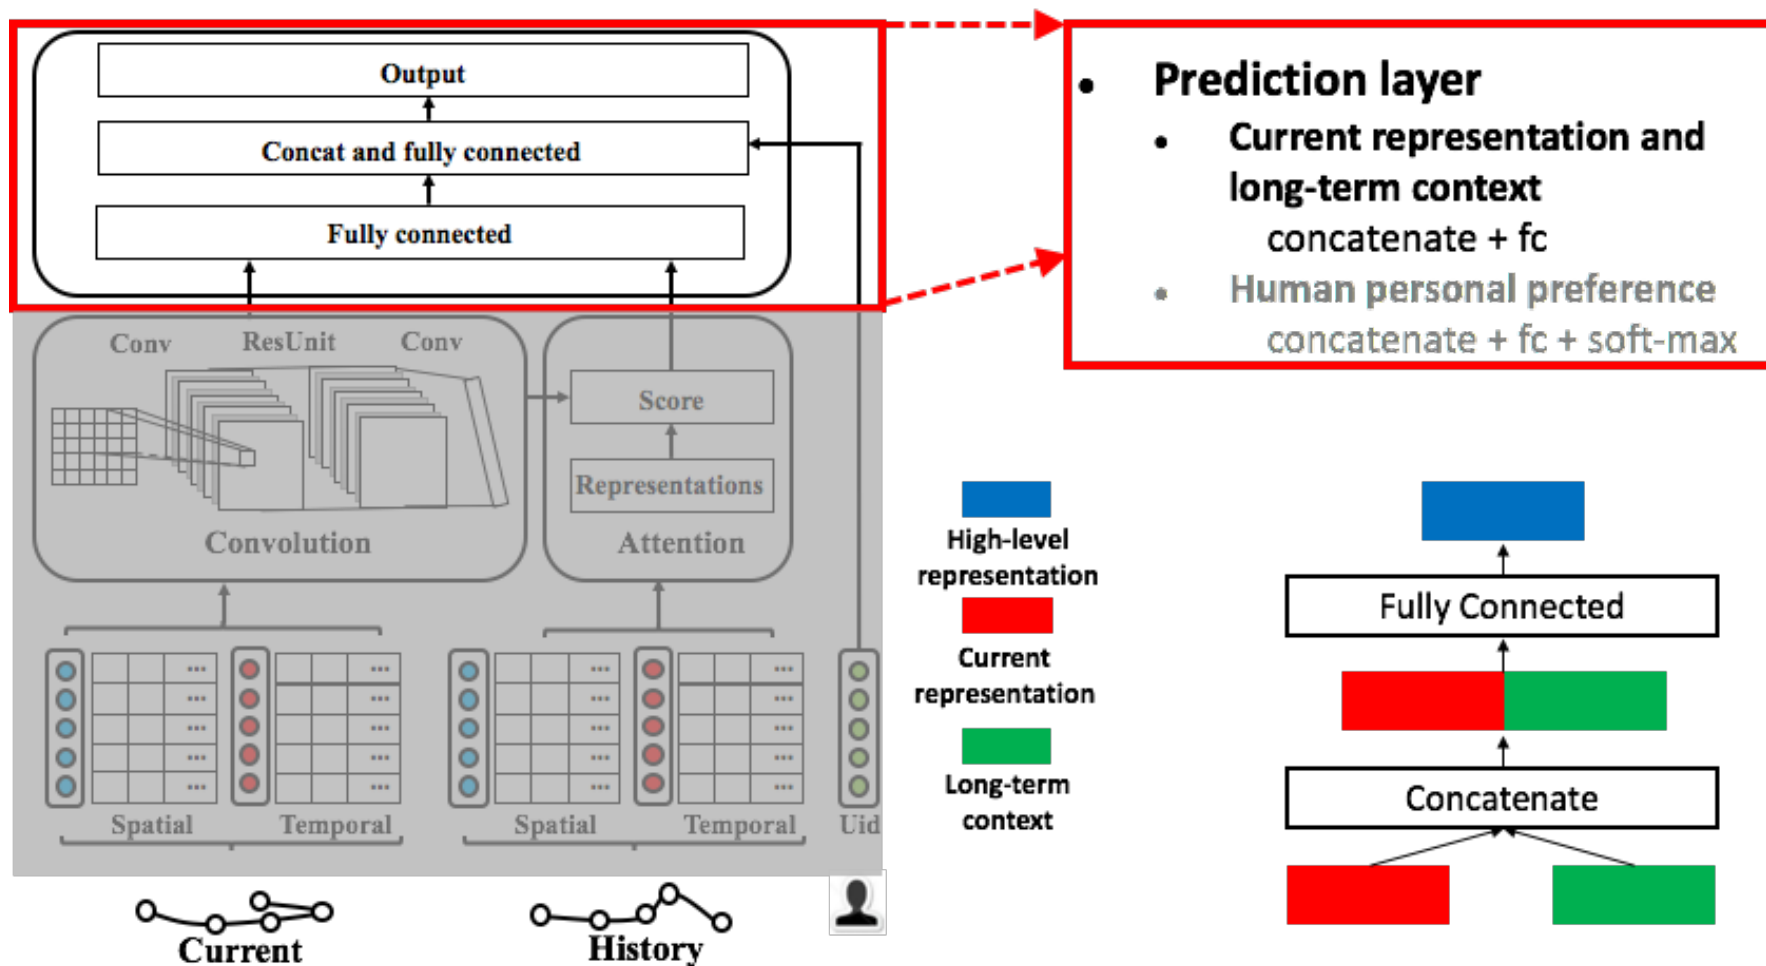 Output
Concat and fully connected
Fully connected
Conv ResUnit Conv
Convolution
Score
Representations
Attention
... ... ... ...
... ... ... ...
... ... ... ...
... ... ... ...
... ... ... ...
Spatial Temporal Spatial Temporal Uid
Current History
• Prediction layer
• Current representation and
long-term context
concatenate + fc
• Human personal preference
concatenate + fc + soft-max
High-level
representation
Current
representation
Long-term
context
Fully Connected
Concatenate